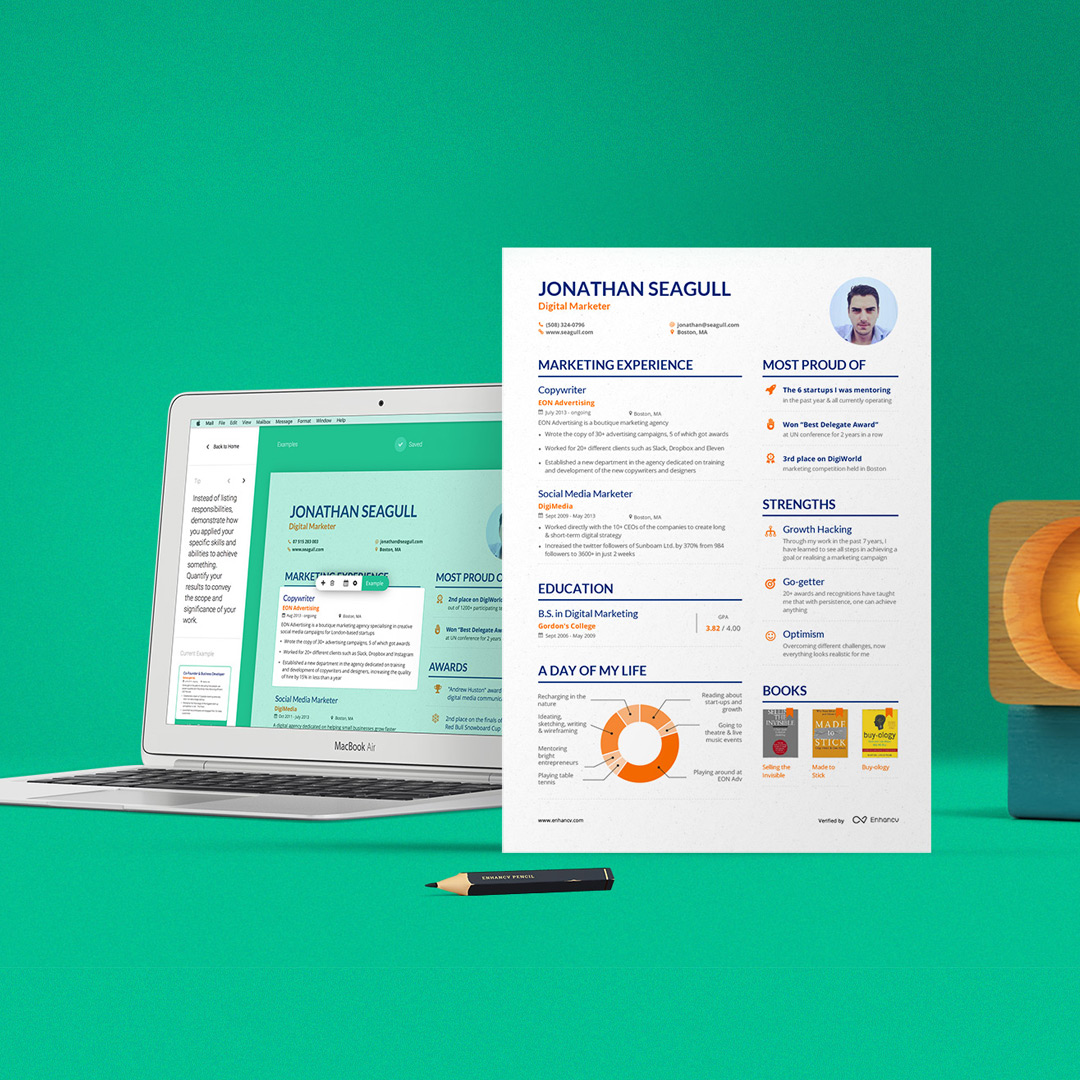 Mail File Edit View Mailbox Message Format Window Help
Back to Home
Examples
Saved
Tip
Instead of listing
responsibilities,
demonstrate how
you applied your
specific skills and
abilities to achieve
something.
Quantify your
results to convey
the scope and
significance of your
work.
Current Example
Co-Founder & Business Developer
JONATHAN SEAGULL
Digital Marketer
07 915 283 003
jonathan@seagull.com
www.seagull.com
Boston, MA
MARKETING EXPERIENCE
Example
Copywriter
EON Advertising
Aug 2013 - ongoing
Boston, MA
EON Advertising is a boutique marketing agency specialising in creative
social media campaigns for London-based startups
Wrote the copy of 30+ advertising campaigns, 5 of which got awards
Worked for 20+ different clients such as Slack, Dropbox and Instagram
Established a new department in the agency dedicated on training
and development of copywriters and designers, increasing the quality
of hire by 15% in less than a year
Social Media Marketer
DigiMedia
Oct 2011 - July 2013
Boston, MA
A digital agency dedicated on helping small businesses grow faster
MOST PROUD O
2nd place on DigiWorl
out of 1200+ participating te
Won "Best Delegate Aw
at UN conference for 2 years
AWARDS
"Andrew Huston" award
digital media communic
2nd place on the finals of
Red Bull Snowboard Cup
MacBook Air
JONATHAN SEAGULL
Digital Marketer
(508) 324-0796
jonathan@seagull.com
www.seagull.com
Boston, MA
MARKETING EXPERIENCE
Copywriter
EON Advertising
July 2013 - ongoing
Boston, MA
EON Advertising is a boutique marketing agency
• Wrote the copy of 30+ advertising campaigns, 5 of which got awards
• Worked for 20+ different clients such as Slack, Dropbox and Eleven
• Established a new department in the agency dedicated on training
and development of the new copywriters and designers
Social Media Marketer
DigiMedia
Sept 2009 - May 2013
Boston, MA
• Worked directly with the 10+ CEOs of the companies to create long
& short-term digital strategy
• Increased the twitter followers of Sunboam Ltd. by 370% from 984
followers to 3600+ in just 2 weeks
EDUCATION
B.S. in Digital Marketing
Gordon's College
Sept 2006 - May 2009
GPA
3.82 / 4.00
A DAY OF MY LIFE
Recharging in the
nature
Ideating,
sketching, writing
& wireframing
Mentoring
bright
entrepreneurs
Playing table
tennis
Reading about
start-ups and
growth
Going to
theatre & live
music events
Playing around at
EON Adv
MOST PROUD OF
The 6 startups I was mentoring
in the past year & all currently operating
Won "Best Delegate Award"
at UN conference for 2 years in a row
3rd place on DigiWorld
marketing competition held in Boston
STRENGTHS
Growth Hacking
Through my work in the past 7 years, I
have learned to see all steps in achieving a
goal or realising a marketing campaign
Go-getter
20+ awards and recognitions have taught
me that with persistence, one can achieve
anything
Optimism
Overcoming different challenges, now
everything looks realistic for me
BOOKS
INVISIBLE
MADE
to
STICK
buy-ology
Selling the
Invisible
Made to
Stick
Buy-ology
www.enhancv.com
Verified by
Enhancv
ENHANCV PENCIL